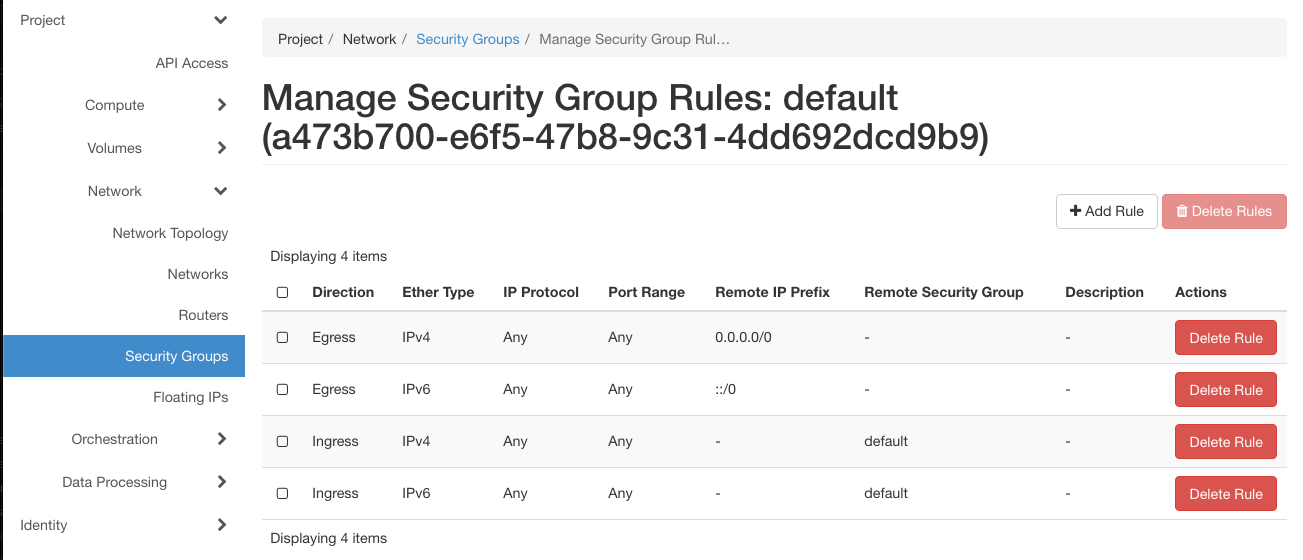 Project
API Access
Compute
Volumes
Network
Network Topology
Networks
Routers
Security Groups
Floating IPs
Orchestration
Data Processing
Identity
Project / Network / Security Groups / Manage Security Group Rul…
Manage Security Group Rules: default
(a473b700-e6f5-47b8-9c31-4dd692dcd9b9)
Add Rule Delete Rules
Displaying 4 items
Direction Ether Type IP Protocol Port Range Remote IP Prefix Remote Security Group Description Actions
Egress IPv4 Any Any 0.0.0.0/0 - - Delete Rule
Egress IPv6 Any Any ::/0 - - Delete Rule
Ingress IPv4 Any Any - default - Delete Rule
Ingress IPv6 Any Any - default - Delete Rule
Displaying 4 items